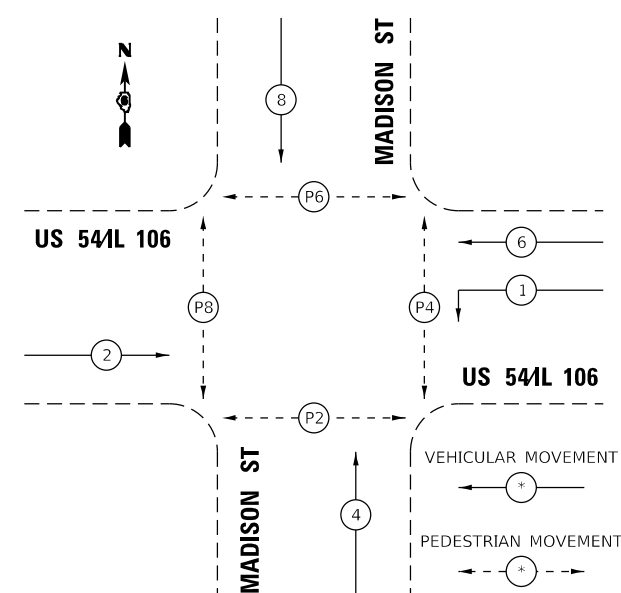 N
MADISON ST
8
P6
US 54/IL 106
6
1
P8
P4
2
US 54/IL 106
P2
MADISON ST
4
VEHICULAR MOVEMENT
*
PEDESTRIAN MOVEMENT
*